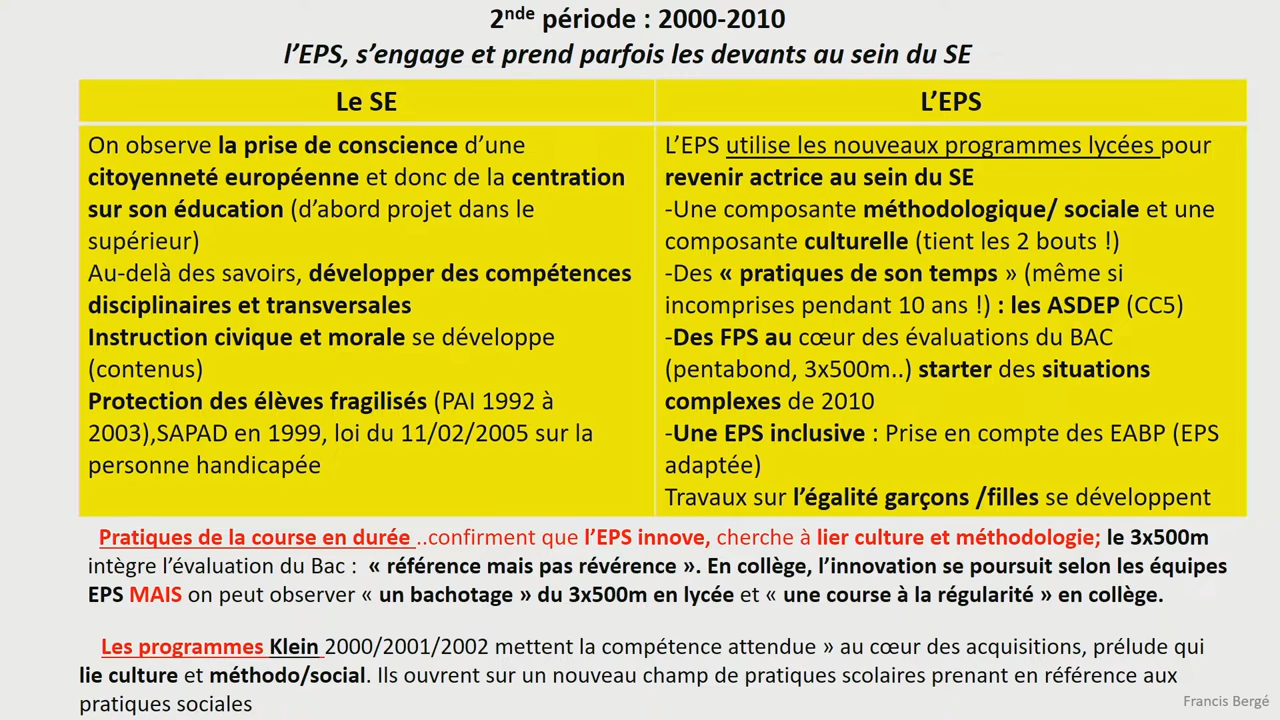 2nde période : 2000-2010
l’EPS, s’engage et prend parfois les devants au sein du SE
Le SE
On observe la prise de conscience d’une
citoyenneté européenne et donc de la centration
sur son éducation (d’abord projet dans le
supérieur)
Au-delà des savoirs, développer des compétences
disciplinaires et transversales
Instruction civique et morale se développe
(contenus)
Protection des élèves fragilisés (PAI 1992 à
2003),SAPAD en 1999, loi du 11/02/2005 sur la
personne handicapée
L’EPS
L’EPS utilise les nouveaux programmes lycées pour
revenir actrice au sein du SE
-Une composante méthodologique/ sociale et une
composante culturelle (tient les 2 bouts !)
-Des « pratiques de son temps » (même si
incomprises pendant 10 ans !) : les ASDEP (CC5)
-Des FPS au cœur des évaluations du BAC
(pentabond, 3x500m..) starter des situations
complexes de 2010
-Une EPS inclusive : Prise en compte des EABP (EPS
adaptée)
Travaux sur l’égalité garçons /filles se développent
Pratiques de la course en durée ..confirment que l’EPS innove, cherche à lier culture et méthodologie; le 3x500m
intègre l’évaluation du Bac : « référence mais pas révérence ». En collège, l’innovation se poursuit selon les équipes
EPS MAIS on peut observer « un bachotage » du 3x500m en lycée et « une course à la régularité » en collège.
Les programmes Klein 2000/2001/2002 mettent la compétence attendue » au cœur des acquisitions, prélude qui
lie culture et méthodo/social. Ils ouvrent sur un nouveau champ de pratiques scolaires prenant en référence aux
pratiques sociales
Francis Bergé